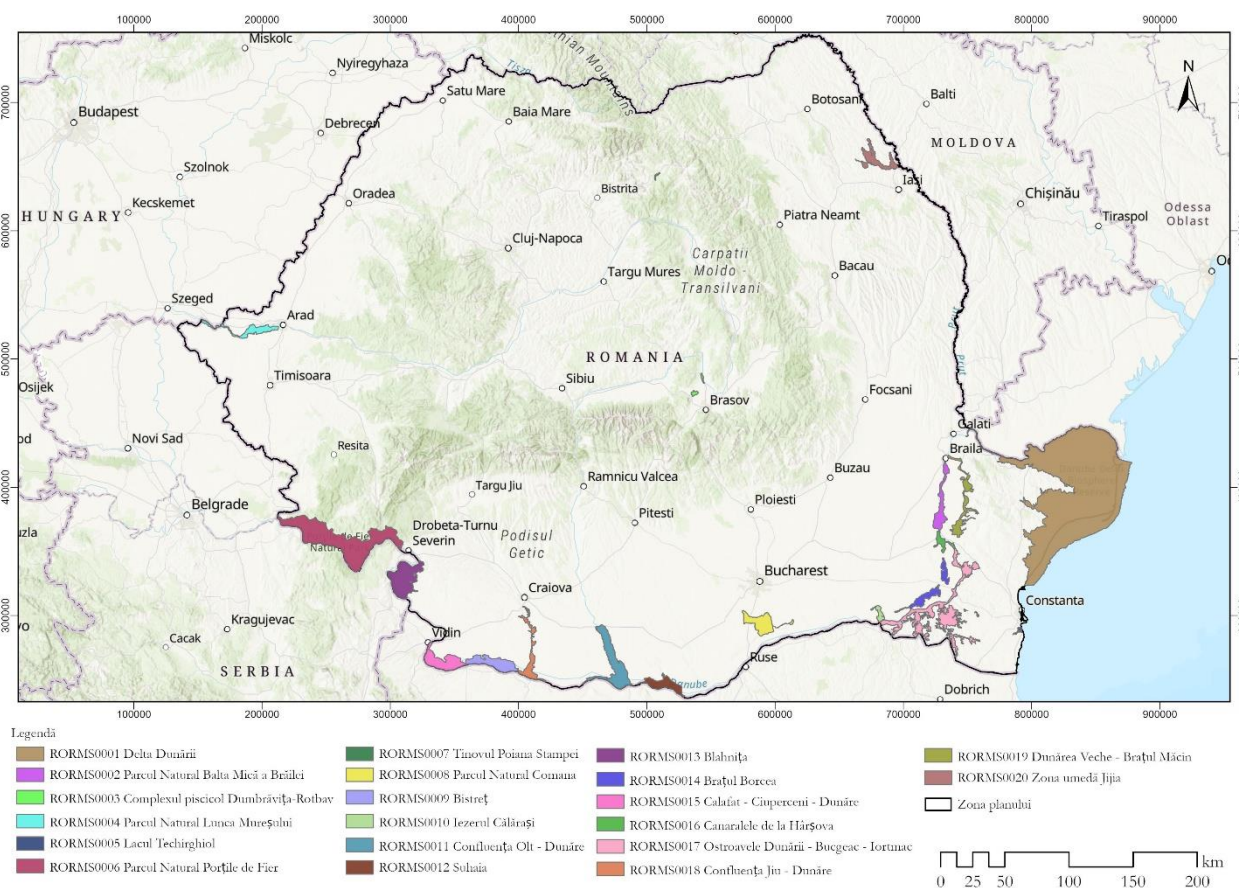 100000 200000 300000 400000 500000 600000 700000 800000 900000
Miskolc
Nyiregyhaza
Satu Mare
Botosani
Balti
N
700000
Budapest
Baia Mare
Debrecen
MOLDOVA
Szolnok
Iasi
Oradea
Bistrita
Chișinău
Kecskemet
HUNGARY
Piatra Neamt
Tiraspol
Odessa
Oblast
600000
Cluj-Napoca
Carpatii
Moldo -
Transilvani
Targu Mures
Bacau
Szeged
Arad
Prut
500000
ROMANIA
Timisoara
Sibiu
Osijek
Brasov
Focsani
Novi Sad
Galati
Resita
Braila
Ramnicu Valcea
Buzau
400000
Targu Jiu
Belgrade
Ploiesti
Pitesti
Drobeta-Turnu
Severin
Podisul
Getic
Bucharest
Craiova
Constanta
300000
Kragujevac
Cacak
Vidin
Ruse
SERBIA
Danube
Dobrich
100000 200000 300000 400000 500000 600000 700000 800000 900000
Legendă
RORMS0001 Delta Dunării
RORMS0002 Parcul Natural Balta Mică a Brăilei
RORMS0003 Complexul piscicol Dumbrăvița-Rotbav
RORMS0004 Parcul Natural Lunca Mureșului
RORMS0005 Lacul Techirghiol
RORMS0006 Parcul Natural Porțile de Fier
RORMS0007 Tinovul Poiana Stampei
RORMS0008 Parcul Natural Comana
RORMS0009 Bistreț
RORMS0010 Iezerul Călărași
RORMS0011 Confluența Olt - Dunăre
RORMS0012 Suhaia
RORMS0013 Blahnița
RORMS0014 Brațul Borcea
RORMS0015 Calafat - Ciuperceni - Dunăre
RORMS0016 Canaralele de la Hârșova
RORMS0017 Ostroavele Dunării - Bugeac - Iortmac
RORMS0018 Confluența Jiu - Dunăre
RORMS0019 Dunărea Veche - Brațul Măcin
RORMS0020 Zona umedă Jijia
Zona planului
km
0 25 50 100 150 200